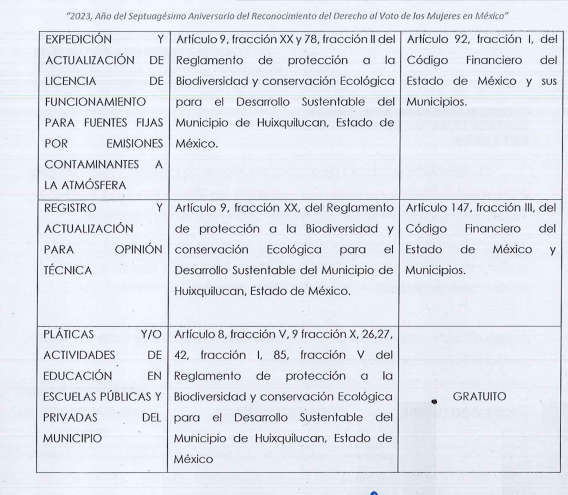 "2023, Año del Septuagésimo Aniversario del Reconocimiento del Derecho al Voto de las Mujeres en México"
EXPEDICIÓN Y
ACTUALIZACIÓN DE
LICENCIA DE
FUNCIONAMIENTO
PARA FUENTES FIJAS
POR EMISIONES
CONTAMINANTES A
LA ATMÓSFERA
Artículo 9, fracción XX y 78, fracción II del
Reglamento de protección a la
Biodiversidad y conservación Ecológica
para el Desarrollo Sustentable del
Municipio de Huixquilucan, Estado de
México.
Artículo 92, fracción I, del
Código Financiero del
Estado de México y sus
Municipios.
REGISTRO Y
ACTUALIZACIÓN
PARA OPINIÓN
TÉCNICA
Artículo 9, fracción XX, del Reglamento
de protección a la Biodiversidad y
conservación Ecológica para el
Desarrollo Sustentable del Municipio de
Huixquilucan, Estado de México.
Artículo 147, fracción III, del
Código Financiero del
Estado de México y
Municipios.
PLÁTICAS Y/O
ACTIVIDADES DE
EDUCACIÓN EN
ESCUELAS PÚBLICAS Y
PRIVADAS DEL
MUNICIPIO
Artículo 8, fracción V, 9 fracción X, 26,27,
42, fracción I, 85, fracción V del
Reglamento de protección a la
Biodiversidad y conservación Ecológica
para el Desarrollo Sustentable del
Municipio de Huixquilucan, Estado de
México
GRATUITO